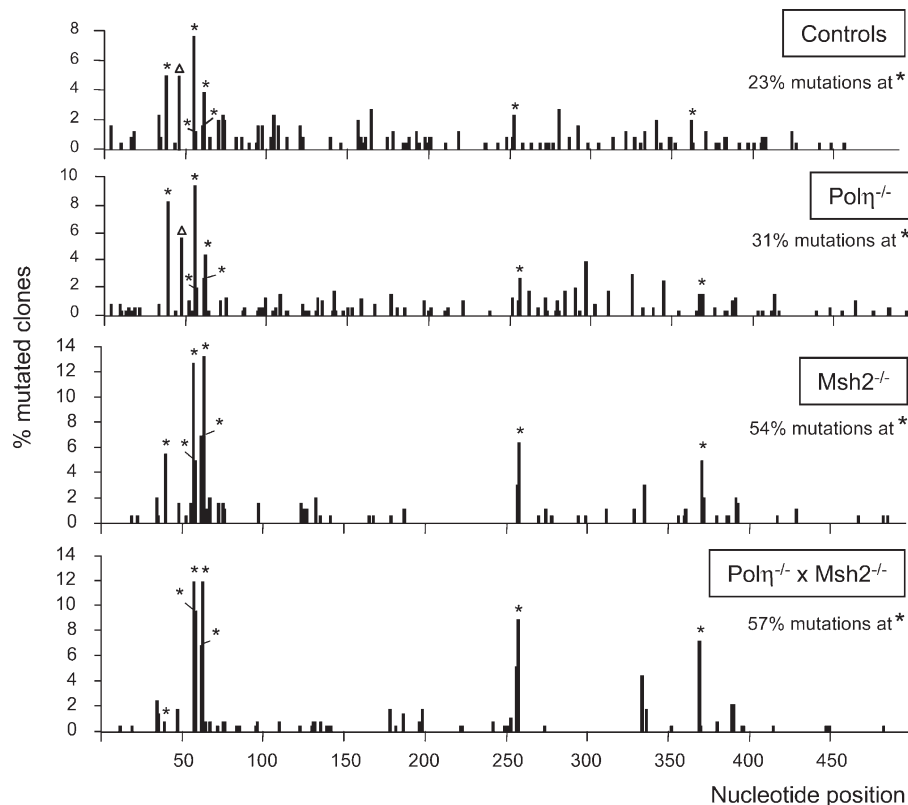 % mutated clones
8
6
4
2
0
* Δ * * * * * *
Controls
23% mutations at *
10
8
6
4
2
0
* Δ * * * * * *
Polη-/-
31% mutations at *
14
12
10
8
6
4
2
0
* * * * * * *
Msh2-/-
54% mutations at *
14
12
10
8
6
4
2
0
* * * * * * *
Polη-/- x Msh2-/-
57% mutations at *
50 100 150 200 250 300 350 400 450
Nucleotide position